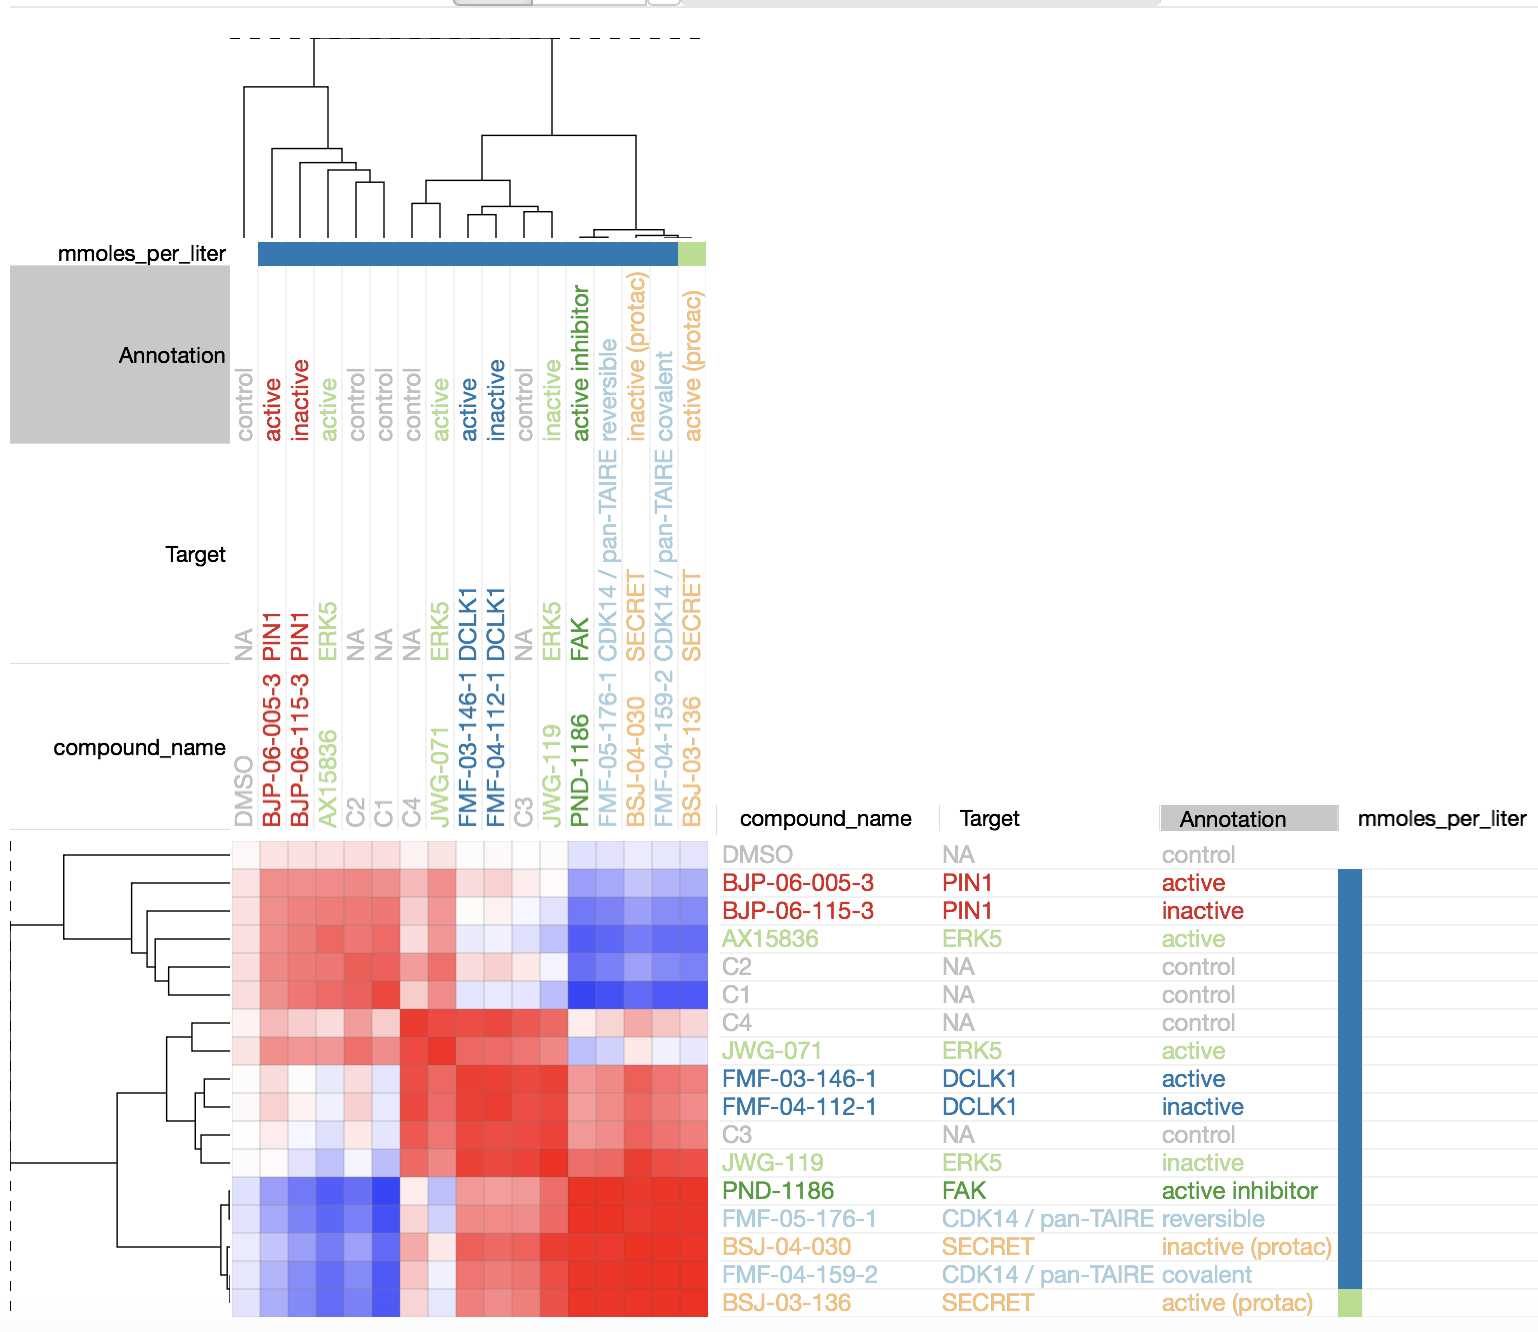 mmoles_per_liter
Annotation
control
active
inactive
active
control
control
control
active
active
inactive
control
inactive
active inhibitor
reversible
inactive (protac)
covalent
active (protac)
Target
NA
PIN1
PIN1
ERK5
NA
NA
NA
ERK5
DCLK1
DCLK1
NA
ERK5
FAK
CDK14 / pan-TAIRE
SECRET
CDK14 / pan-TAIRE
SECRET
compound_name
DMSO
BJP-06-005-3
BJP-06-115-3
AX15836
C2
C1
C4
JWG-071
FMF-03-146-1
FMF-04-112-1
C3
JWG-119
PND-1186
FMF-05-176-1
BSJ-04-030
FMF-04-159-2
BSJ-03-136
compound_name Target Annotation mmoles_per_liter
DMSO NA control
BJP-06-005-3 PIN1 active
BJP-06-115-3 PIN1 inactive
AX15836 ERK5 active
C2 NA control
C1 NA control
C4 NA control
JWG-071 ERK5 active
FMF-03-146-1 DCLK1 active
FMF-04-112-1 DCLK1 inactive
C3 NA control
JWG-119 ERK5 inactive
PND-1186 FAK active inhibitor
FMF-05-176-1 CDK14 / pan-TAIRE reversible
BSJ-04-030 SECRET inactive (protac)
FMF-04-159-2 CDK14 / pan-TAIRE covalent
BSJ-03-136 SECRET active (protac)